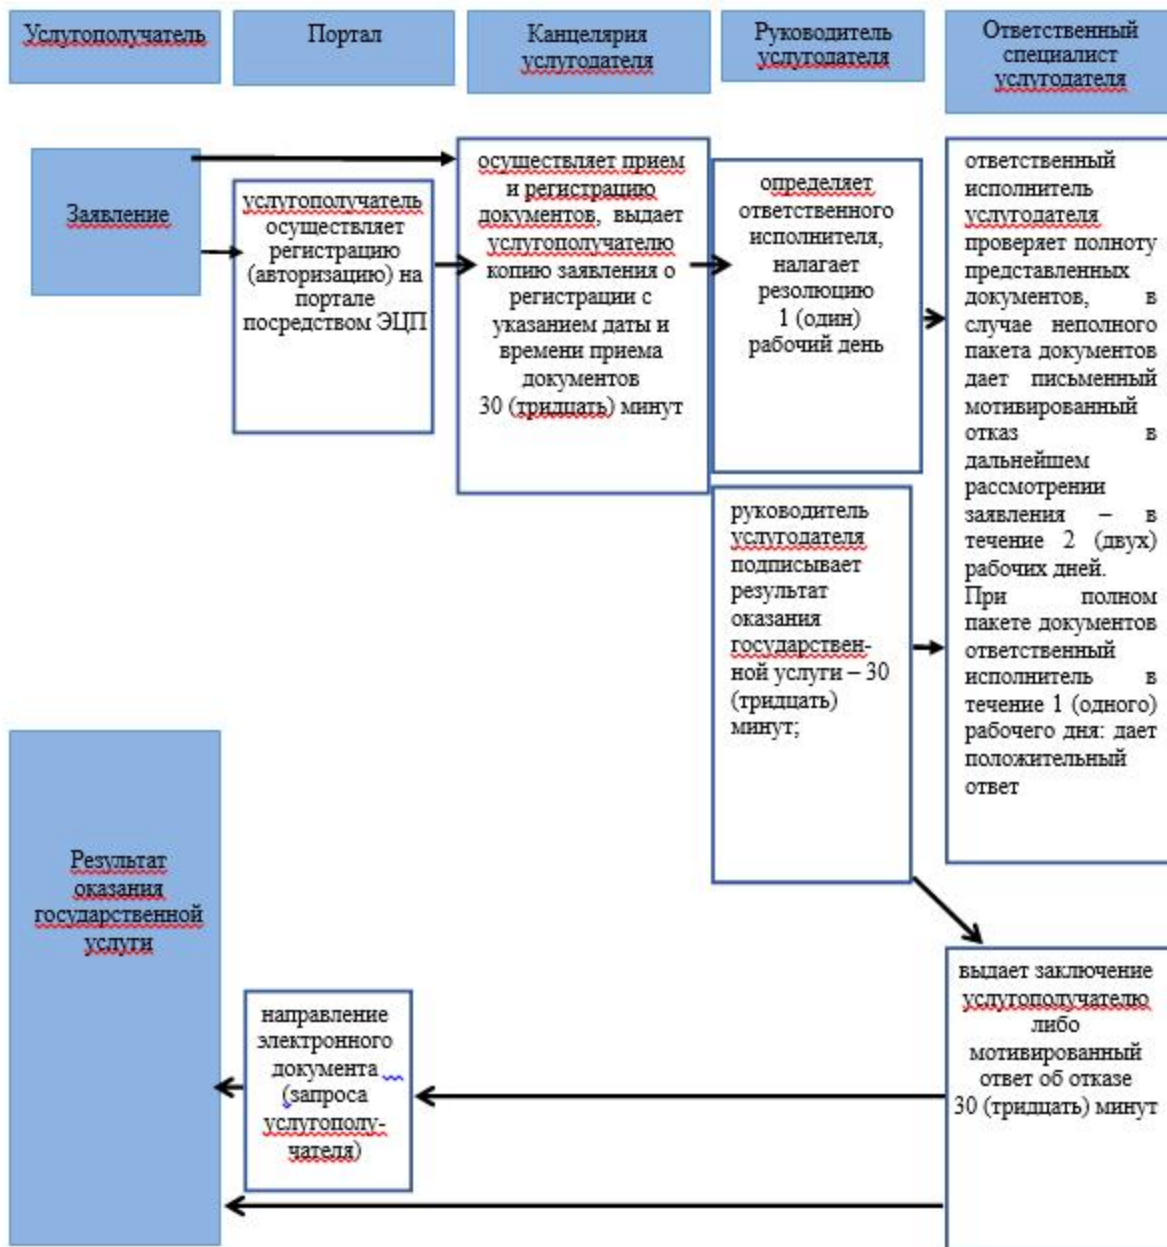 Услугополучатель
Портал
Канцелярия
услугодателя
Руководитель
услугодателя
Ответственный
специалист
услугодателя
Заявление
услугополучатель
осуществляет
регистрацию
(авторизацию) на
портале
посредством ЭЦП
осуществляет прием
и регистрацию
документов, выдает
услугополучателю
копию заявления о
регистрации с
указанием даты и
времени приема
документов
30 (тридцать) минут
определяет
ответственного
исполнителя,
налагает
резолюцию
1 (один)
рабочий день
ответственный
исполнитель
услугодателя
проверяет полноту
представленных
документов, в
случае неполного
пакета документов
дает письменный
мотивированный
отказ в
дальнейшем
рассмотрении
заявления – в
течение 2 (двух)
рабочих дней.
При полном
пакете документов
ответственный
исполнитель в
течение 1 (одного)
рабочего дня: дает
положительный
ответ
руководитель
услугодателя
подписывает
результат
оказания
государствен-
ной услуги – 30
(тридцать)
минут;
Результат
оказания
государственной
услуги
направление
электронного
документа
(запроса
услугополу-
чателя)
выдает заключение
услугополучателю
либо
мотивированный
ответ об отказе
30 (тридцать) минут